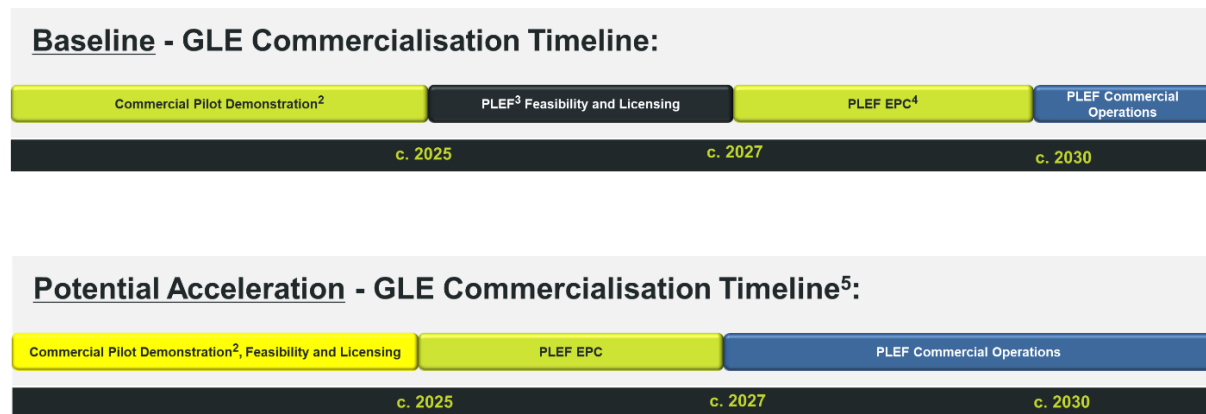 Baseline - GLE Commercialisation Timeline:
Commercial Pilot Demonstration²
PLEF³ Feasibility and Licensing
PLEF EPC⁴
PLEF Commercial
Operations
c. 2025
c. 2027
c. 2030
Potential Acceleration - GLE Commercialisation Timeline⁵:
Commercial Pilot Demonstration², Feasibility and Licensing
PLEF EPC
PLEF Commercial Operations
c. 2025
c. 2027
c. 2030